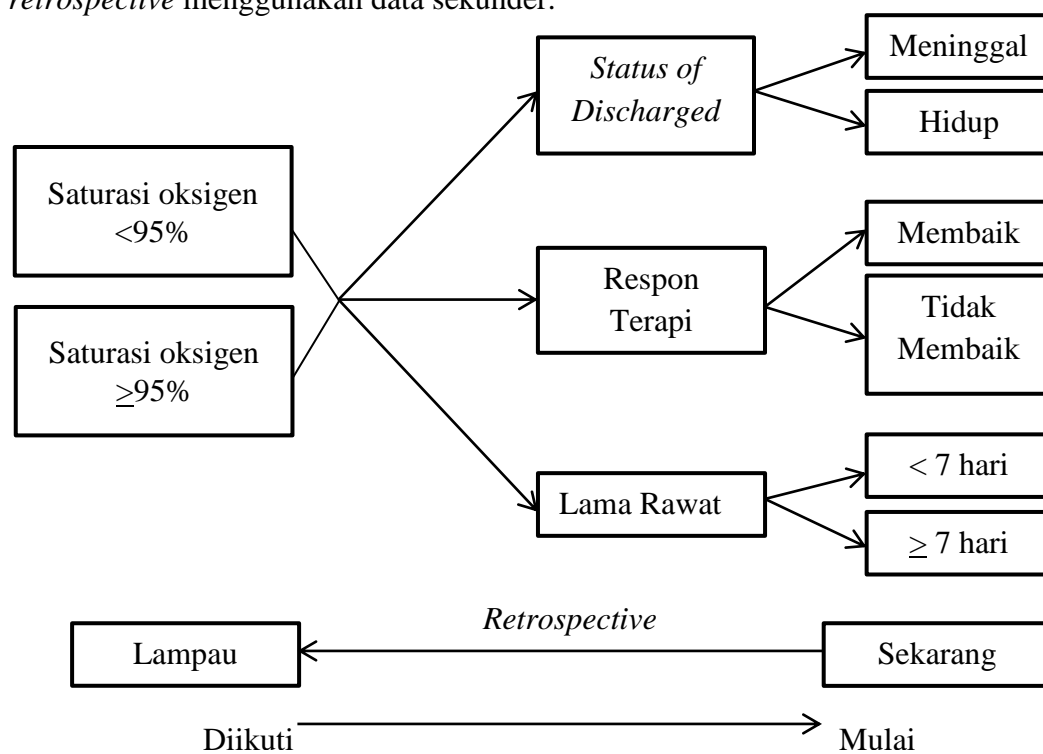 retrospective menggunakan data sekunder.
Saturasi oksigen
<95%
Saturasi oksigen
≥95%
Status of
Discharged
Respon
Terapi
Lama Rawat
Meninggal
Hidup
Membaik
Tidak
Membaik
< 7 hari
≥ 7 hari
Retrospective
Lampau
Sekarang
Diikuti
Mulai